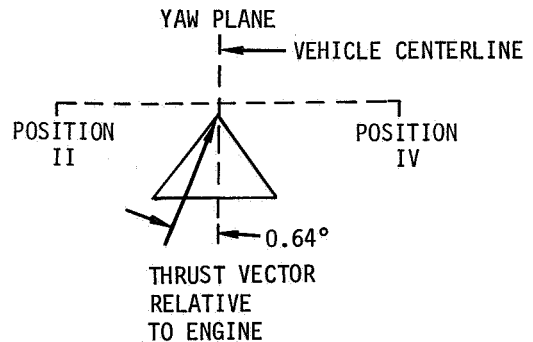 YAW PLANE
VEHICLE CENTERLINE
POSITION
II
POSITION
IV
0.64°
THRUST VECTOR
RELATIVE
TO ENGINE